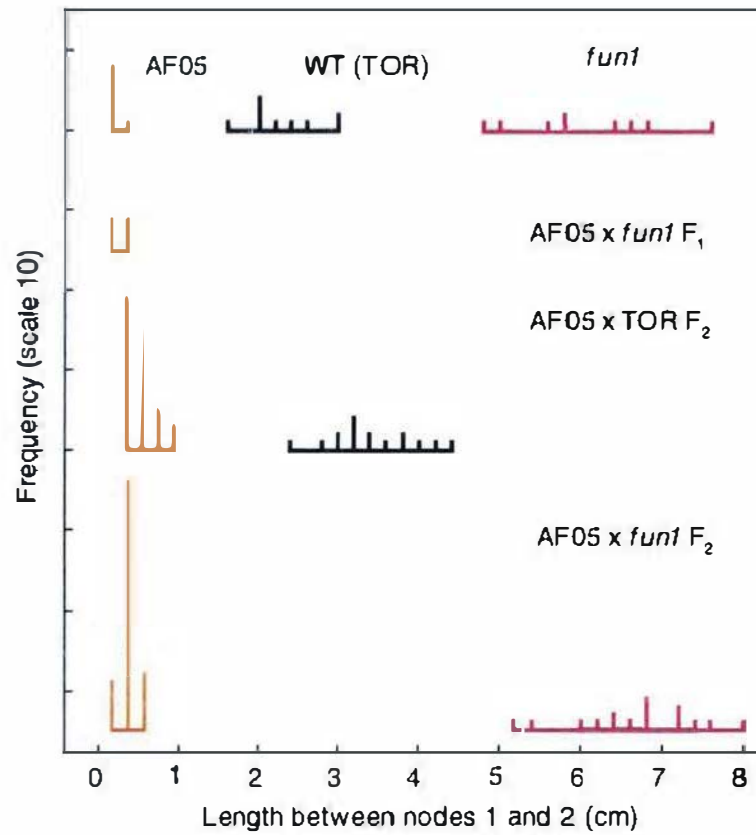 AF05
WT (TOR)
fun1
AF05 x fun1 F₁
AF05 x TOR F₂
AF05 x fun1 F₂
Frequency (scale 10)
0 1 2 3 4 5 6 7 8
Length between nodes 1 and 2 (cm)